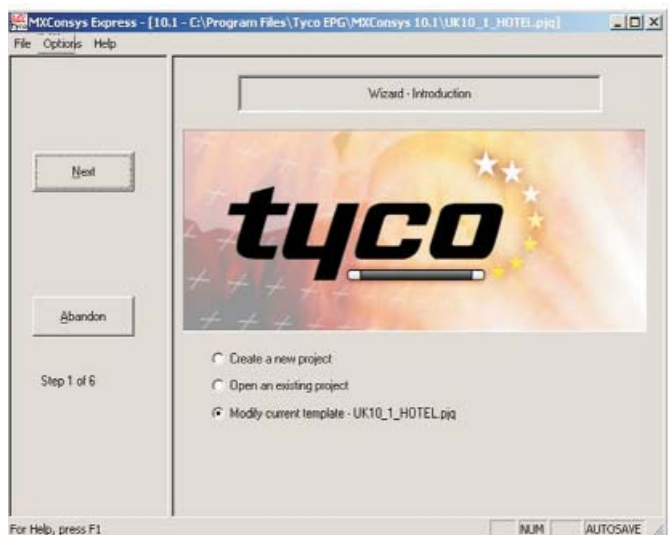 MXConsys Express - [10.1 - C:\Program Files\Tyco EPG\MXConsys 10.1\UK10_1_HOTEL.pjq]
File Options Help
Wizard - Introduction
Next
tyco
Abandon
Create a new project
Step 1 of 6
Open an existing project
Modify current template - UK10_1_HOTEL.pjq
For Help, press F1
NUM
AUTOSAVE